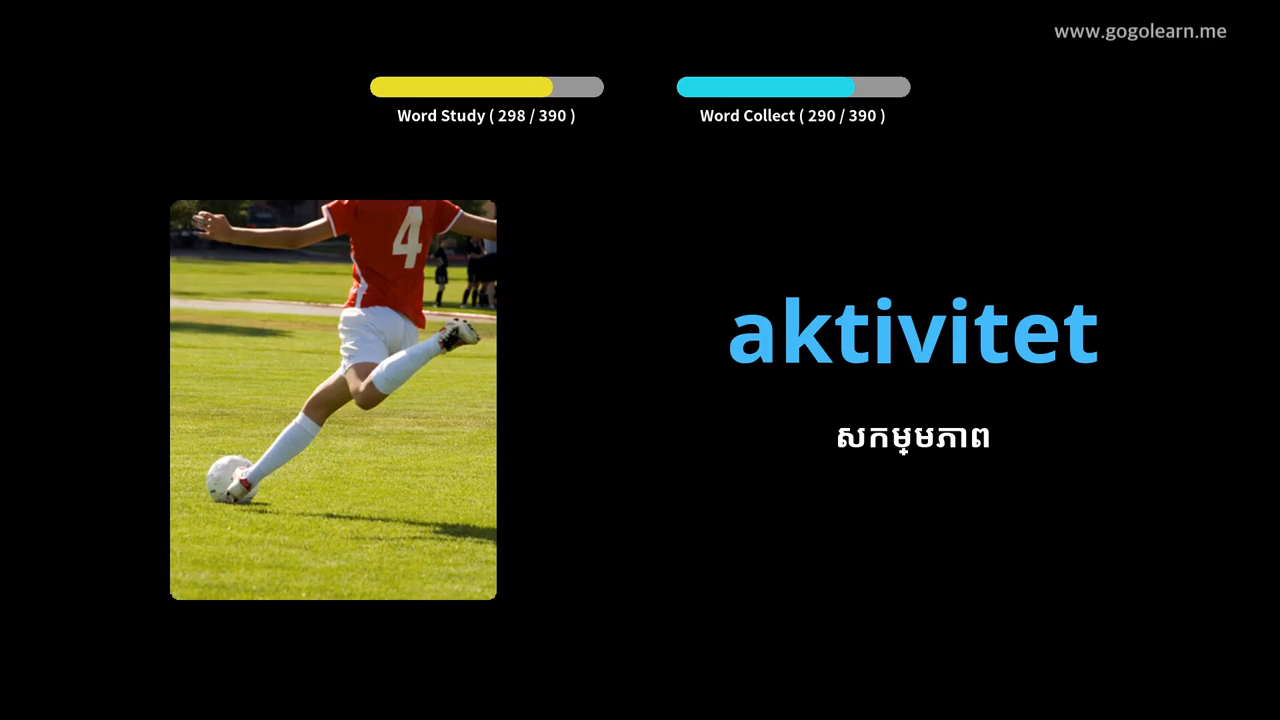 www.gogolearn.me
Word Study ( 298 / 390 )
Word Collect ( 290 / 390 )
4
aktivitet
សកម្មភាព